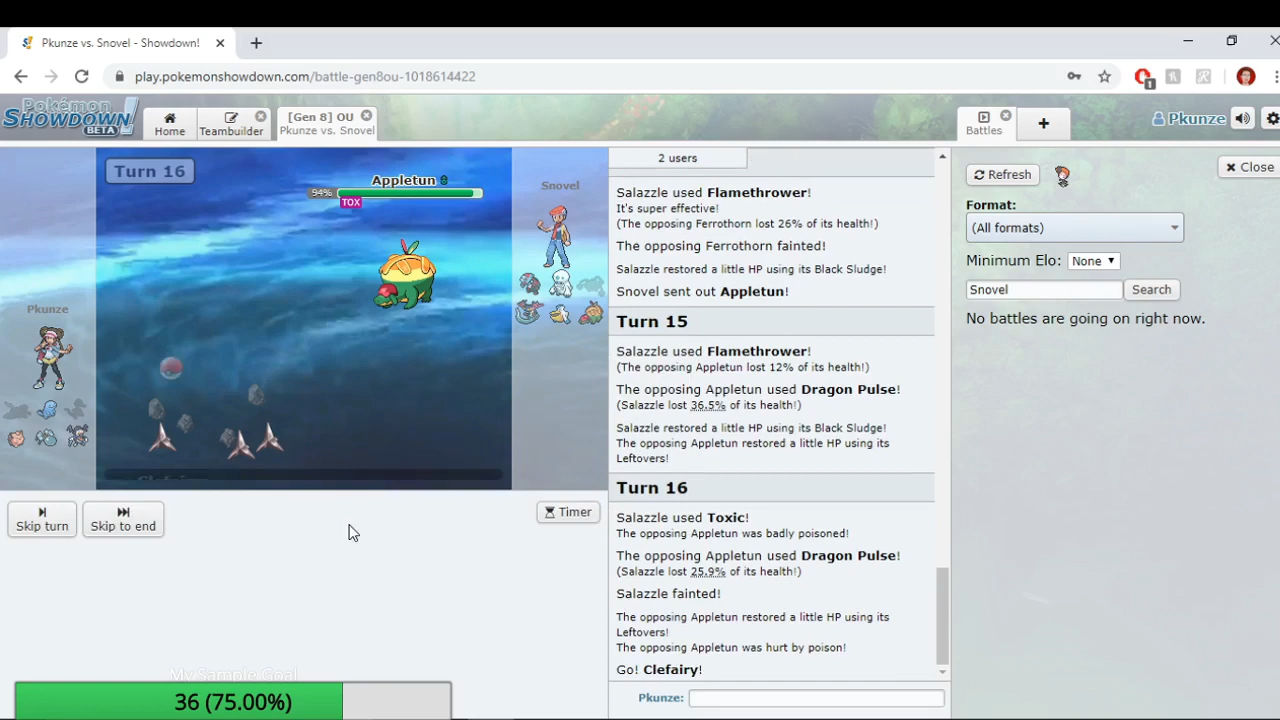 Pkunze vs. Snovel - Showdown!
play.pokemonshowdown.com/battle-gen8ou-1018614422
1
Pokémon
SHOWDOWN!
BETA
Home
Teambuilder
[Gen 8] OU
Pkunze vs. Snovel
Battles
Pkunze
Turn 16
Appletun
94%
TOX
Snovel
Pkunze
Skip turn
Skip to end
Timer
2 users
Salazzle used Flamethrower!
It's super effective!
(The opposing Ferrothorn lost 26% of its health!)
The opposing Ferrothorn fainted!
Salazzle restored a little HP using its Black Sludge!
Snovel sent out Appletun!
Turn 15
Salazzle used Flamethrower!
(The opposing Appletun lost 12% of its health!)
The opposing Appletun used Dragon Pulse!
(Salazzle lost 36.5% of its health!)
Salazzle restored a little HP using its Black Sludge!
The opposing Appletun restored a little HP using its
Leftovers!
Turn 16
Salazzle used Toxic!
The opposing Appletun was badly poisoned!
The opposing Appletun used Dragon Pulse!
(Salazzle lost 25.9% of its health!)
Salazzle fainted!
The opposing Appletun restored a little HP using its
Leftovers!
The opposing Appletun was hurt by poison!
Go! Clefairy!
Pkunze:
Refresh
Close
Format:
(All formats)
Minimum Elo:
None
Snovel
Search
No battles are going on right now.
My Sample Goal
36 (75.00%)